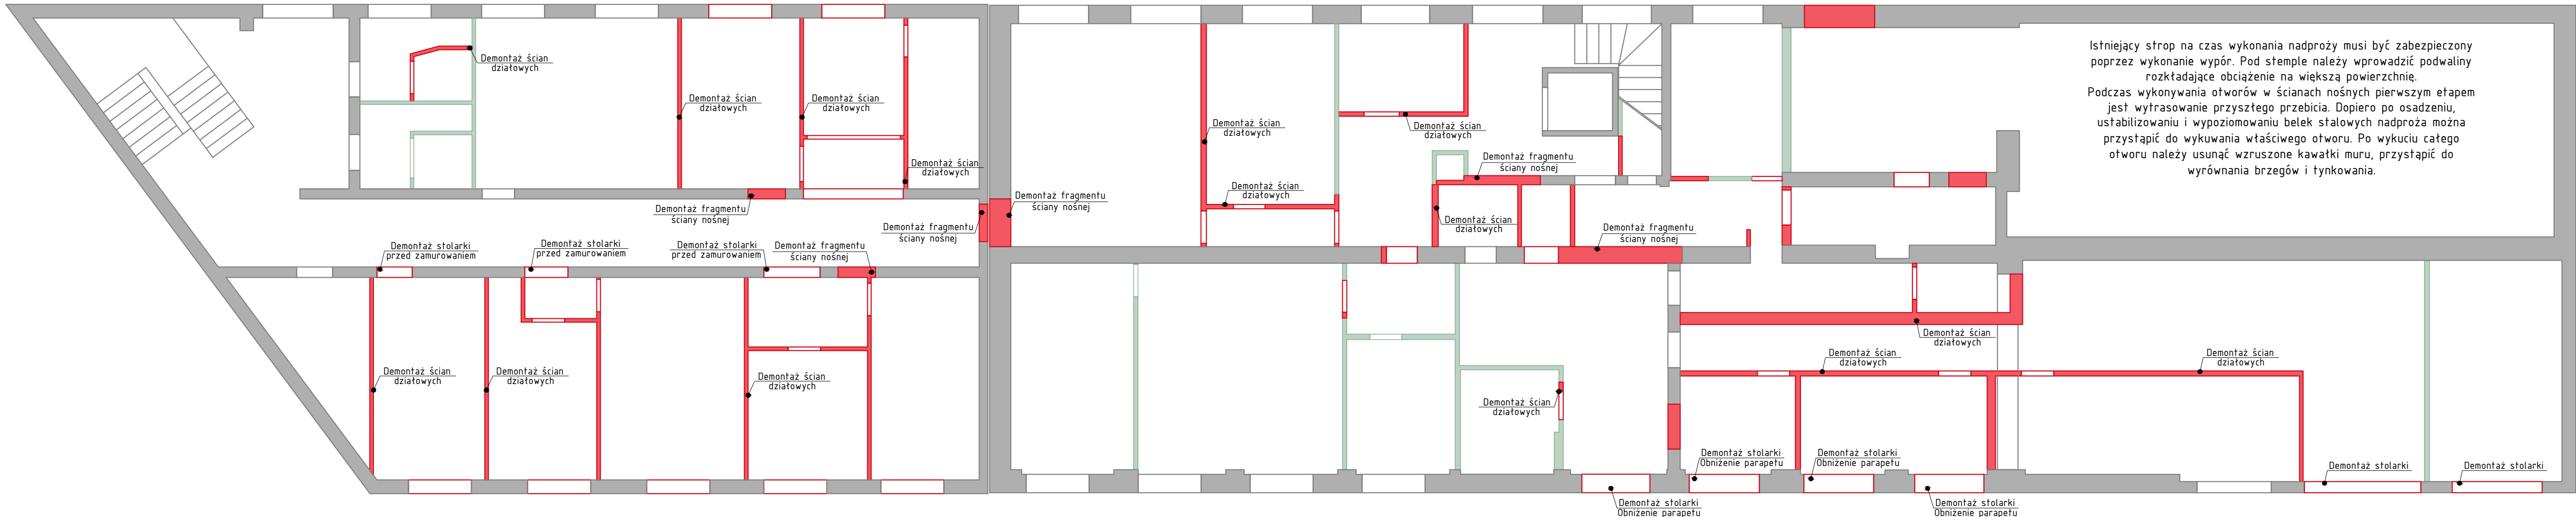 Istniejący strop na czas wykonania nadproży musi być zabezpieczony
poprzez wykonanie wypór. Pod stemple należy wprowadzić podwaliny
rozkładające obciążenie na większą powierzchnię.
Podczas wykonywania otworów w ścianach nośnych pierwszym etapem
jest wytrasowanie przyszłego przebicia. Dopiero po osadzeniu,
ustabilizowaniu i wypoziomowaniu belek stalowych nadproża można
przystąpić do wykuwania właściwego otworu. Po wykuciu całego
otworu należy usunąć wzruszone kawałki muru, przystąpić do
wyrównania brzegów i tynkowania.
Demontaż ścian
działowych
Demontaż ścian
działowych
Demontaż ścian
działowych
Demontaż ścian
działowych
Demontaż fragmentu
ściany nośnej
Demontaż fragmentu
ściany nośnej
Demontaż fragmentu
ściany nośnej
Demontaż ścian
działowych
Demontaż ścian
działowych
Demontaż ścian
działowych
Demontaż fragmentu
ściany nośnej
Demontaż ścian
działowych
Demontaż fragmentu
ściany nośnej
Demontaż stolarki
przed zamurowaniem
Demontaż stolarki
przed zamurowaniem
Demontaż stolarki
przed zamurowaniem
Demontaż fragmentu
ściany nośnej
Demontaż ścian
działowych
Demontaż ścian
działowych
Demontaż ścian
działowych
Demontaż ścian
działowych
Demontaż ścian
działowych
Demontaż ścian
działowych
Demontaż ścian
działowych
Demontaż stolarki
Obniżenie parapetu
Demontaż stolarki
Obniżenie parapetu
Demontaż stolarki
Demontaż stolarki
Demontaż stolarki
Obniżenie parapetu
Demontaż stolarki
Obniżenie parapetu